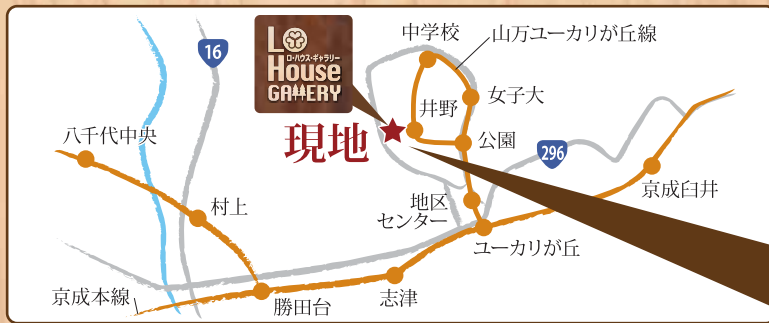 LOHouse
ロ・ハウス・ギャラリー
House
GALLERY
16
中学校
山万ユーカリが丘線
女子大
井野
公園
現地
296
八千代中央
村上
地区
センター
京成臼井
ユーカリが丘
京成本線
勝田台
志津